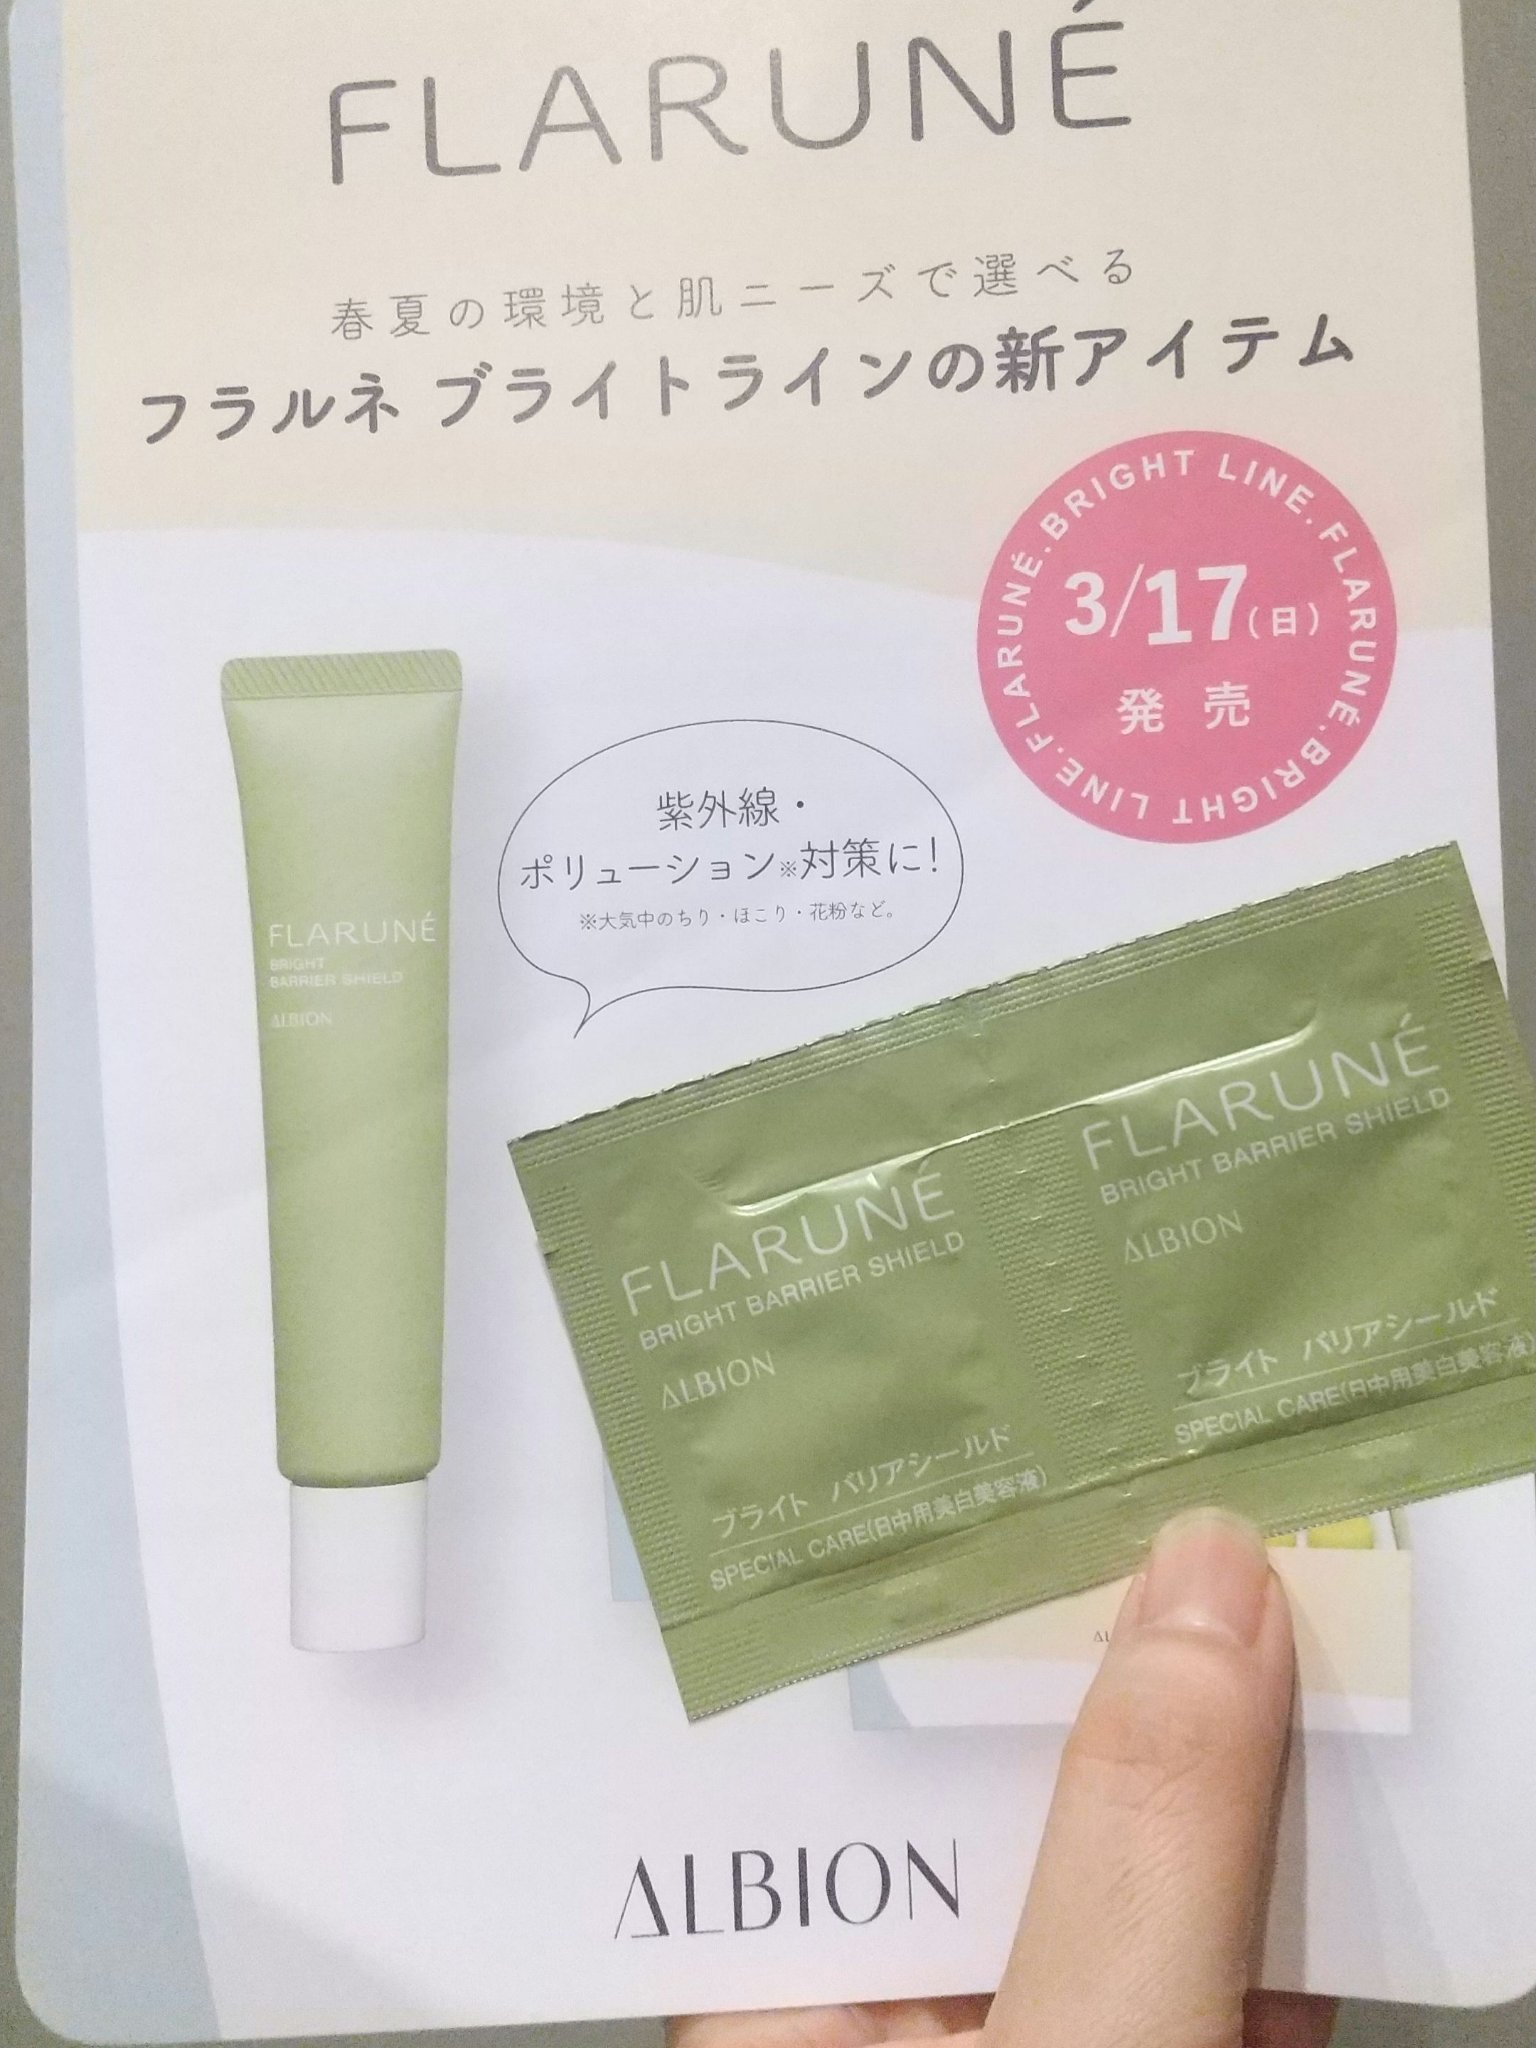 FLARUNÉ
春夏の環境と肌ニーズで選べる
フラルネ ブライトラインの新アイテム
FLARUNÉ.BRIGHT LINE.FLARUNÉ.BRIGHT LINE.
3/17(日)
発売
紫外線・
ポリューション※対策に!
※大気中のちり・ほこり・花粉など。
FLARUNÉ
BRIGHT
BARRIER SHIELD
ALBION
FLARUNÉ
BRIGHT BARRIER SHIELD
ALBION
ブライト バリアシールド
SPECIAL CARE(日中用美白美容液)
FLARUNÉ
BRIGHT BARRIER SHIELD
ALBION
ブライト バリアシールド
SPECIAL CARE(日中用美白美容液)
ALBION